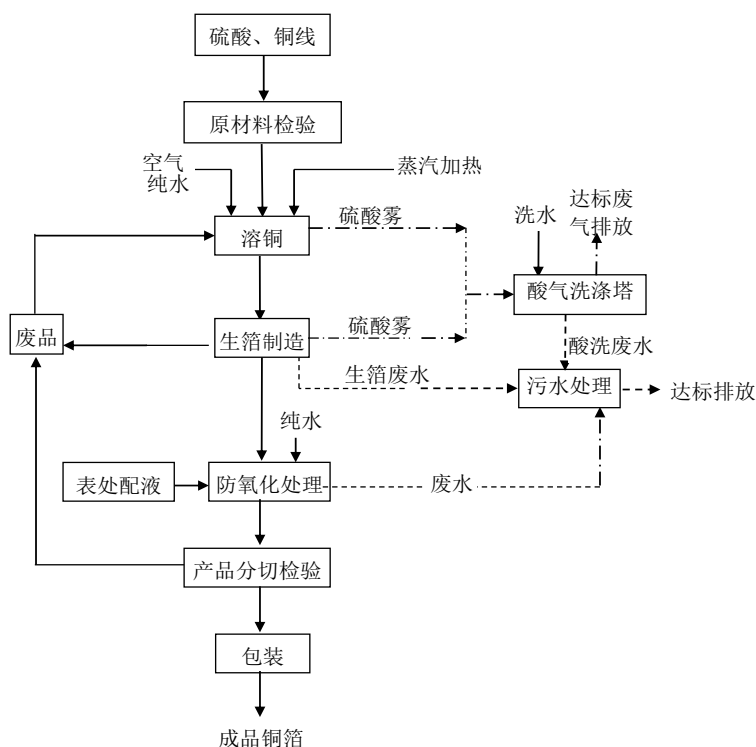 硫酸、铜线
原材料检验
空气
纯水
蒸汽加热
溶铜
硫酸雾
洗水
达标废
气排放
酸气洗涤塔
废品
生箔制造
硫酸雾
酸洗废水
生箔废水
污水处理
达标排放
纯水
表处配液
防氧化处理
废水
产品分切检验
包装
成品铜箔